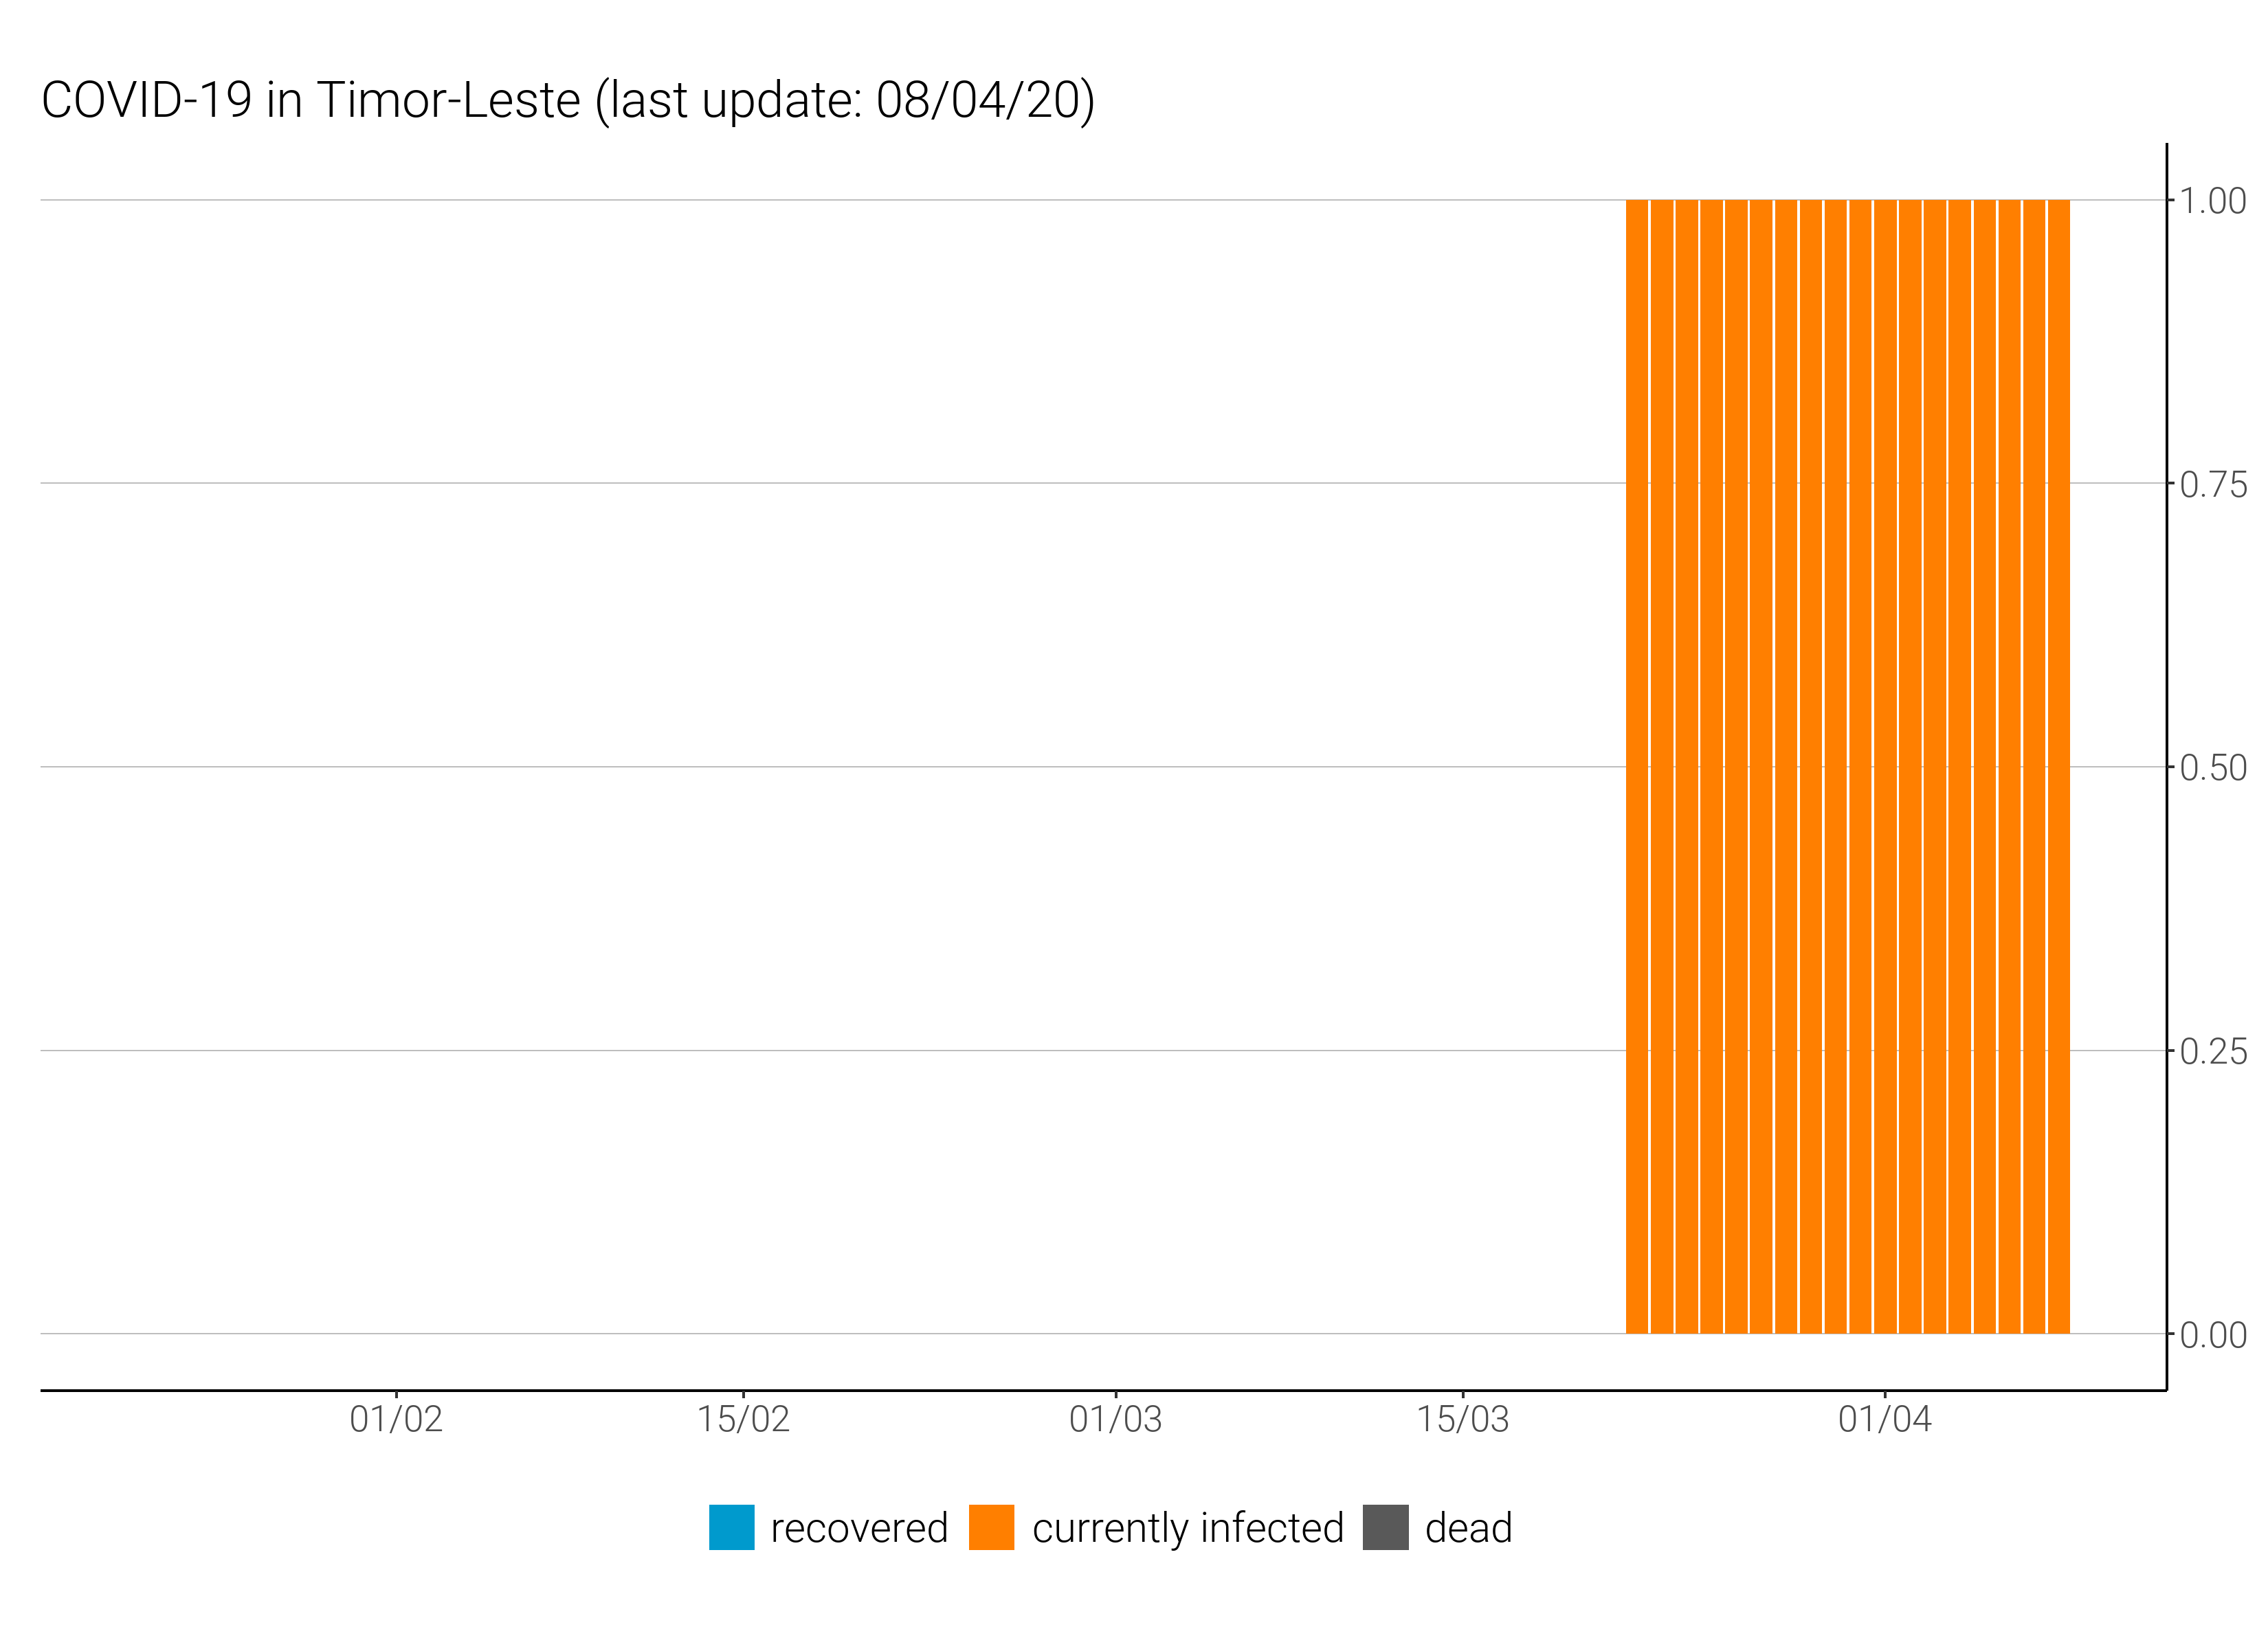 COVID-19 in Timor-Leste (last update: 08/04/20)
1.00
0.75
0.50
0.25
0.00
01/02 15/02 01/03 15/03 01/04
recovered currently infected dead